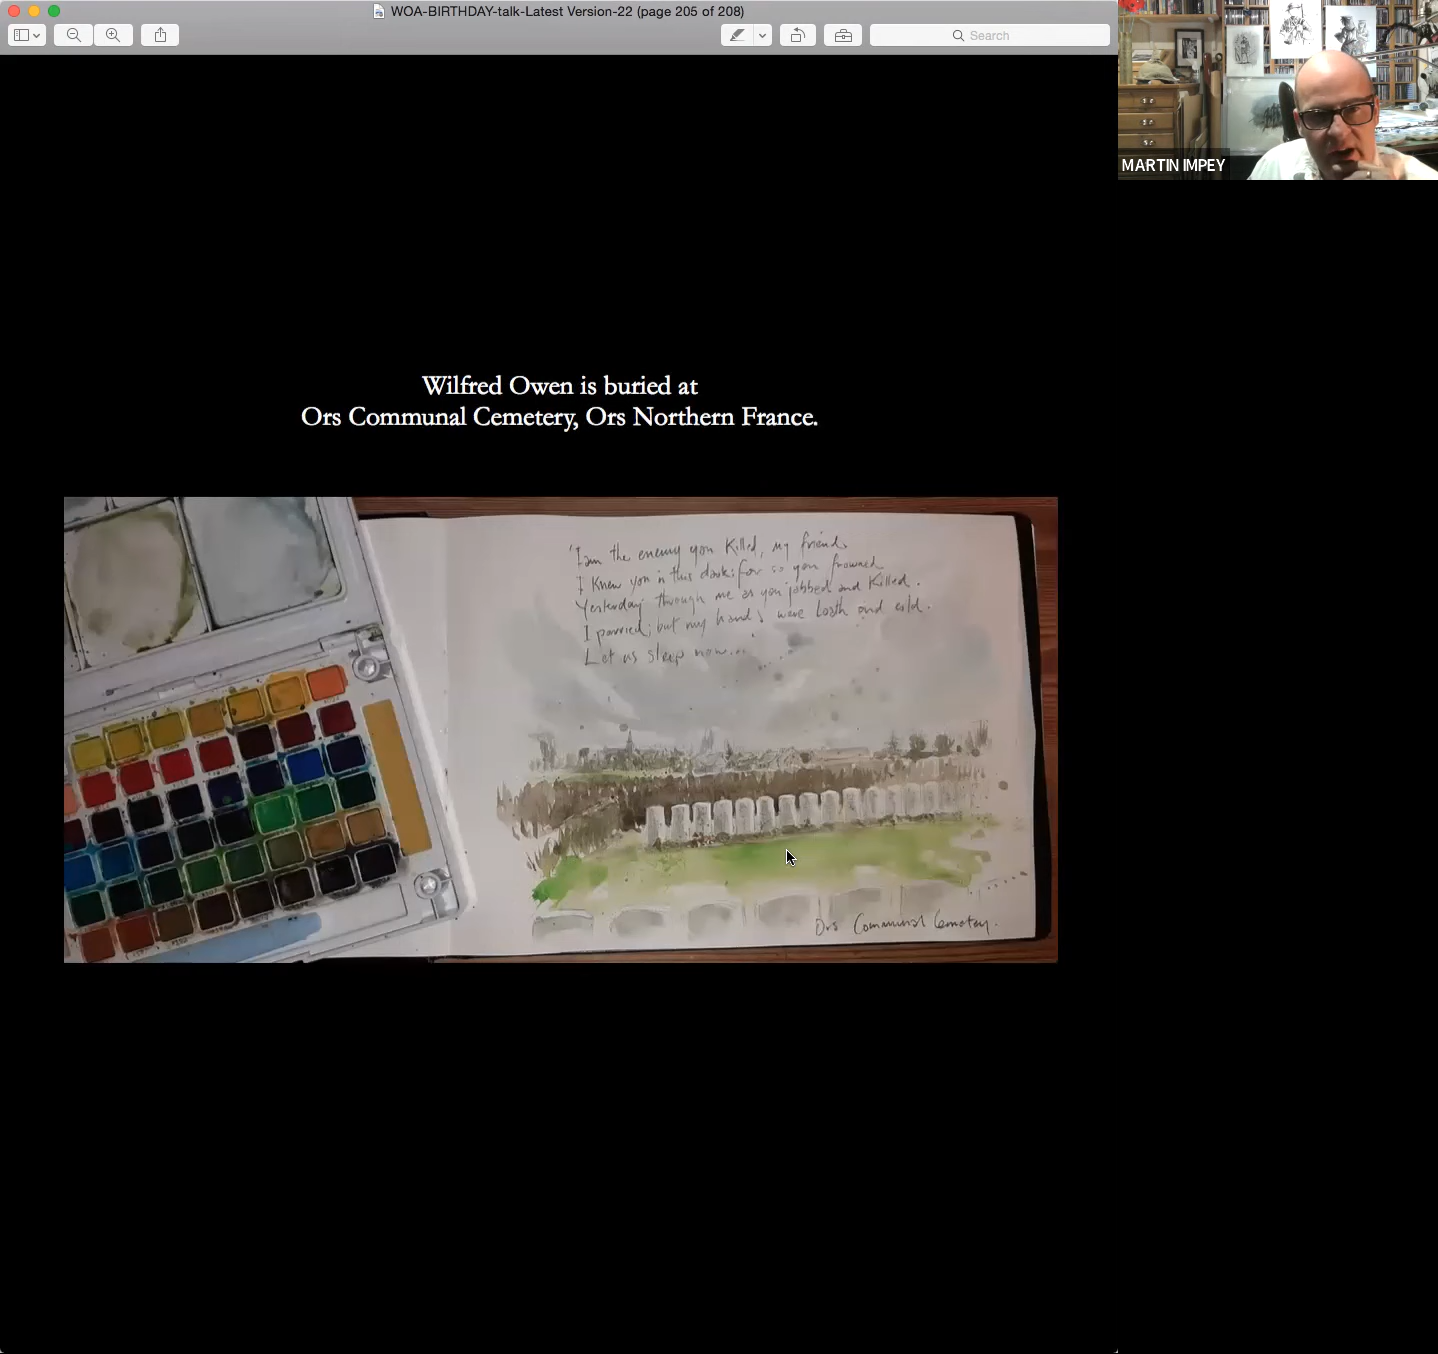 WOA-BIRTHDAY-talk-Latest Version-22 (page 205 of 208)
Search
MARTIN IMPEY
Wilfred Owen is buried at
Ors Communal Cemetery, Ors Northern France.
'I am the enemy you killed, my friend.
I knew you in this dark: for so you frowned
Yesterday through me as you jabbed and killed.
I parried; but my hands were loath and cold.
Let us sleep now....
Ors Communal Cemetery.